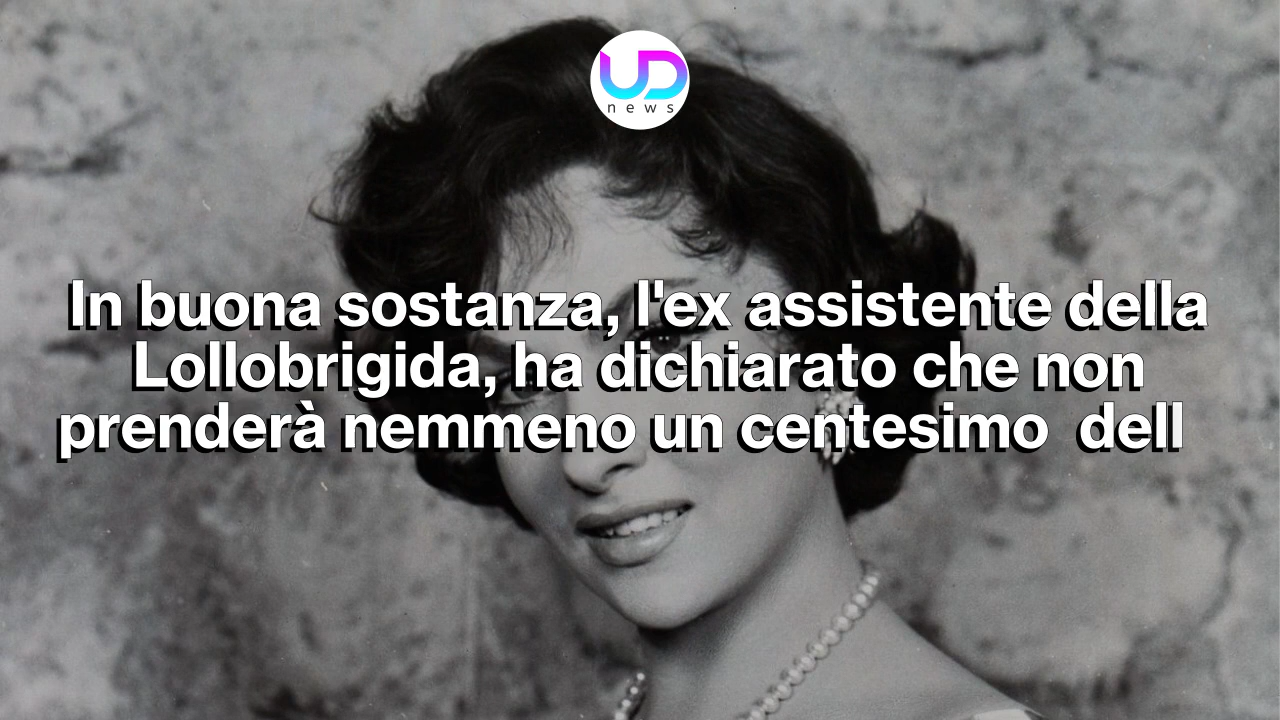 UD
news
In buona sostanza, l'ex assistente della
Lollobrigida, ha dichiarato che non
prenderà nemmeno un centesimo dell